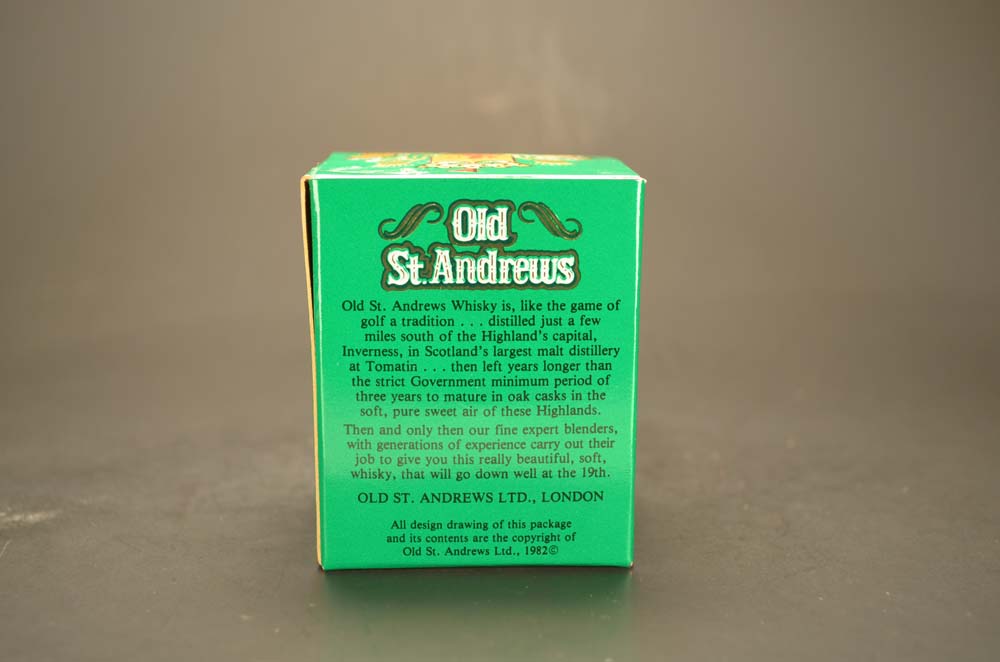 Old
St. Andrews
Old St. Andrews Whisky is, like the game of
golf a tradition . . . distilled just a few
miles south of the Highland's capital,
Inverness, in Scotland's largest malt distillery
at Tomatin . . . then left years longer than
the strict Government minimum period of
three years to mature in oak casks in the
soft, pure sweet air of these Highlands.
Then and only then our fine expert blenders,
with generations of experience carry out their
job to give you this really beautiful, soft,
whisky, that will go down well at the 19th.
OLD ST. ANDREWS LTD., LONDON
All design drawing of this package
and its contents are the copyright of
Old St. Andrews Ltd., 1982©